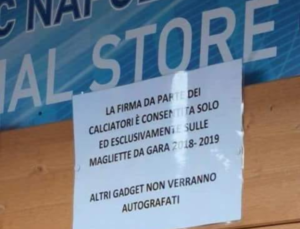 C NAPO
IAL STORE
LA FIRMA DA PARTE DEI
CALCIATORI È CONSENTITA SOLO
ED ESCLUSIVAMENTE SULLE
MAGLIETTE DA GARA 2018-2019
ALTRI GADGET NON VERRANNO
AUTOGRAFATI